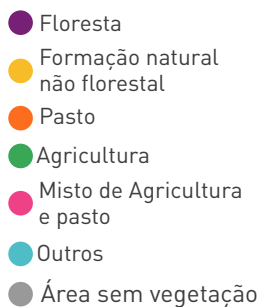 Floresta
Formação natural
não florestal
Pasto
Agricultura
Misto de Agricultura
e pasto
Outros
Área sem vegetação